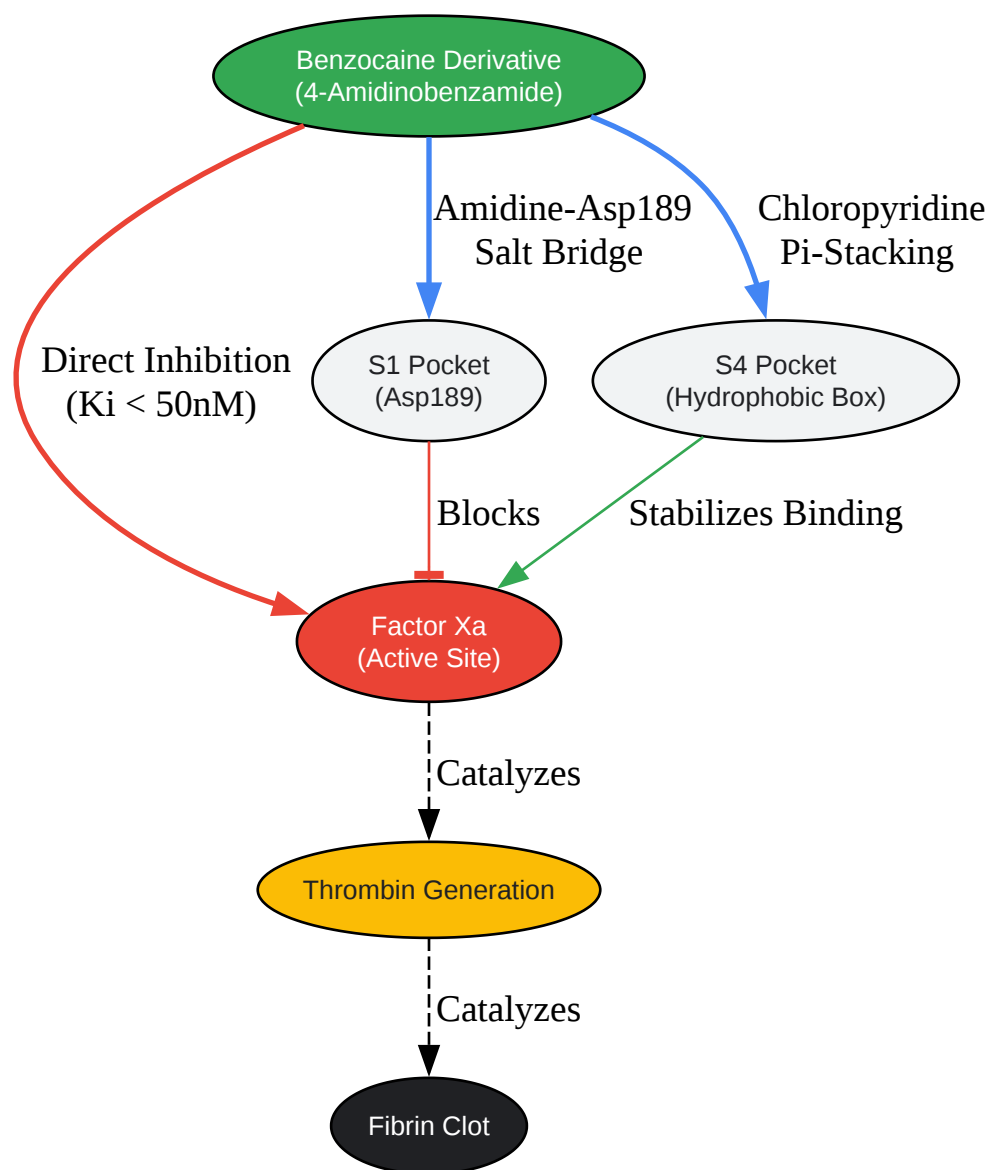 Benzocaine Derivative
(4-Amidinobenzamide)
Amidine-Asp189
Salt Bridge
Chloropyridine
Pi-Stacking
Direct Inhibition
(Ki < 50nM)
S1 Pocket
(Asp189)
S4 Pocket
(Hydrophobic Box)
Blocks
Stabilizes Binding
Factor Xa
(Active Site)
Catalyzes
Thrombin Generation
Catalyzes
Fibrin Clot